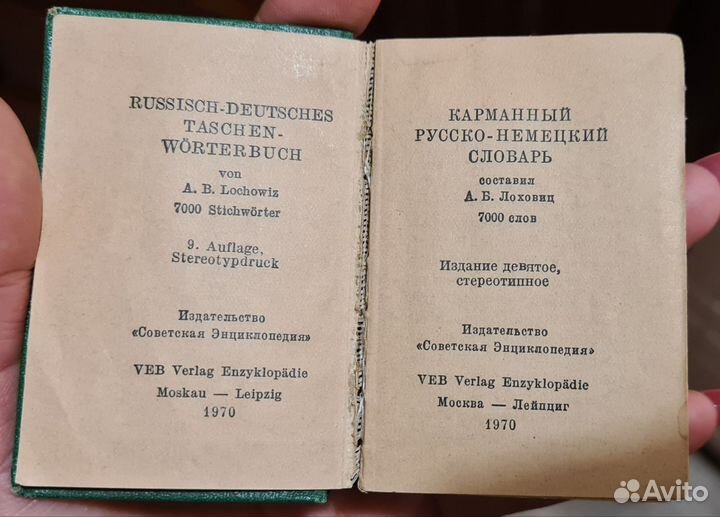 RUSSISCH-DEUTSCHES
TASCHEN-
WÖRTERBUCH
von
A. B. Lochowiz
7000 Stichwörter
9. Auflage,
Stereotypdruck
Издательство
«Советская Энциклопедия»
VEB Verlag Enzyklopädie
Moskau — Leipzig
1970
КАРМАННЫЙ
РУССКО-НЕМЕЦКИЙ
СЛОВАРЬ
составил
А. Б. Лоховиц
7000 слов
Издание девятое,
стереотипное
Издательство
«Советская Энциклопедия»
VEB Verlag Enzyklopädie
Москва — Лейпциг
1970
Avito